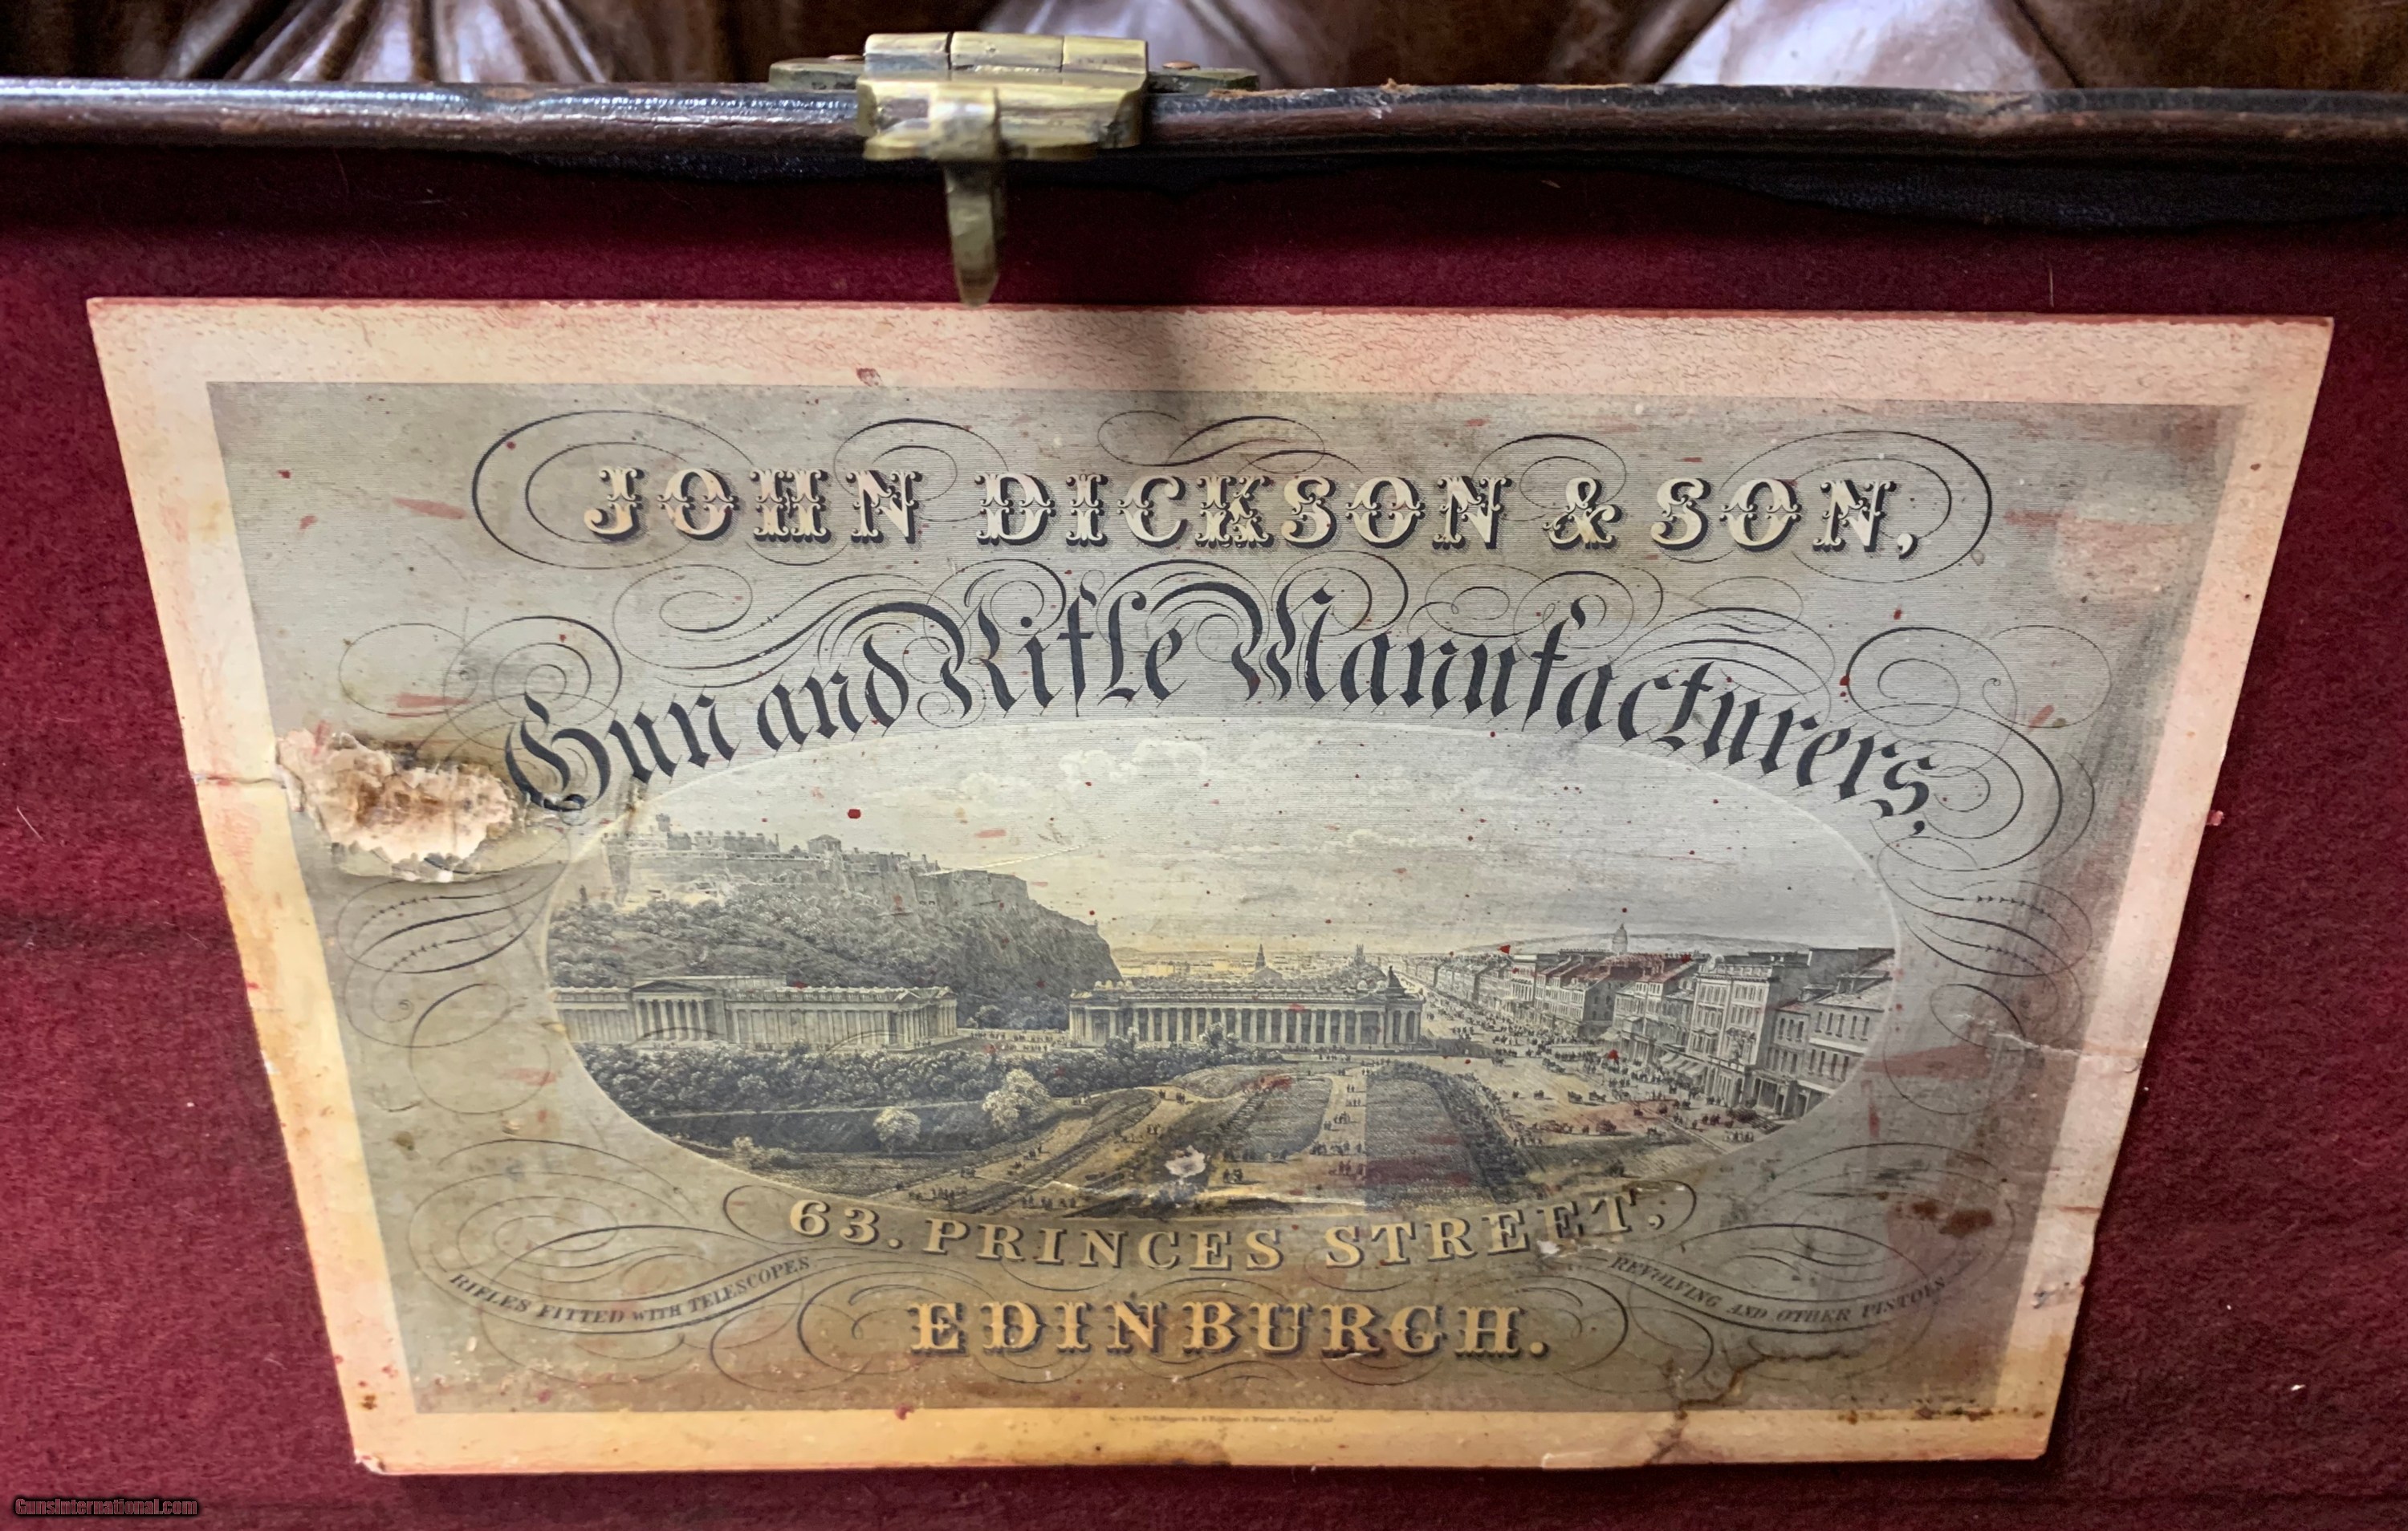 JOHN DICKSON & SON,
Gun and Rifle Manufacturers,
63. PRINCES STREET,
RIFLES FITTED WITH TELESCOPES
REVOLVING AND OTHER PISTOLS
EDINBURGH.
GunsInternational.com